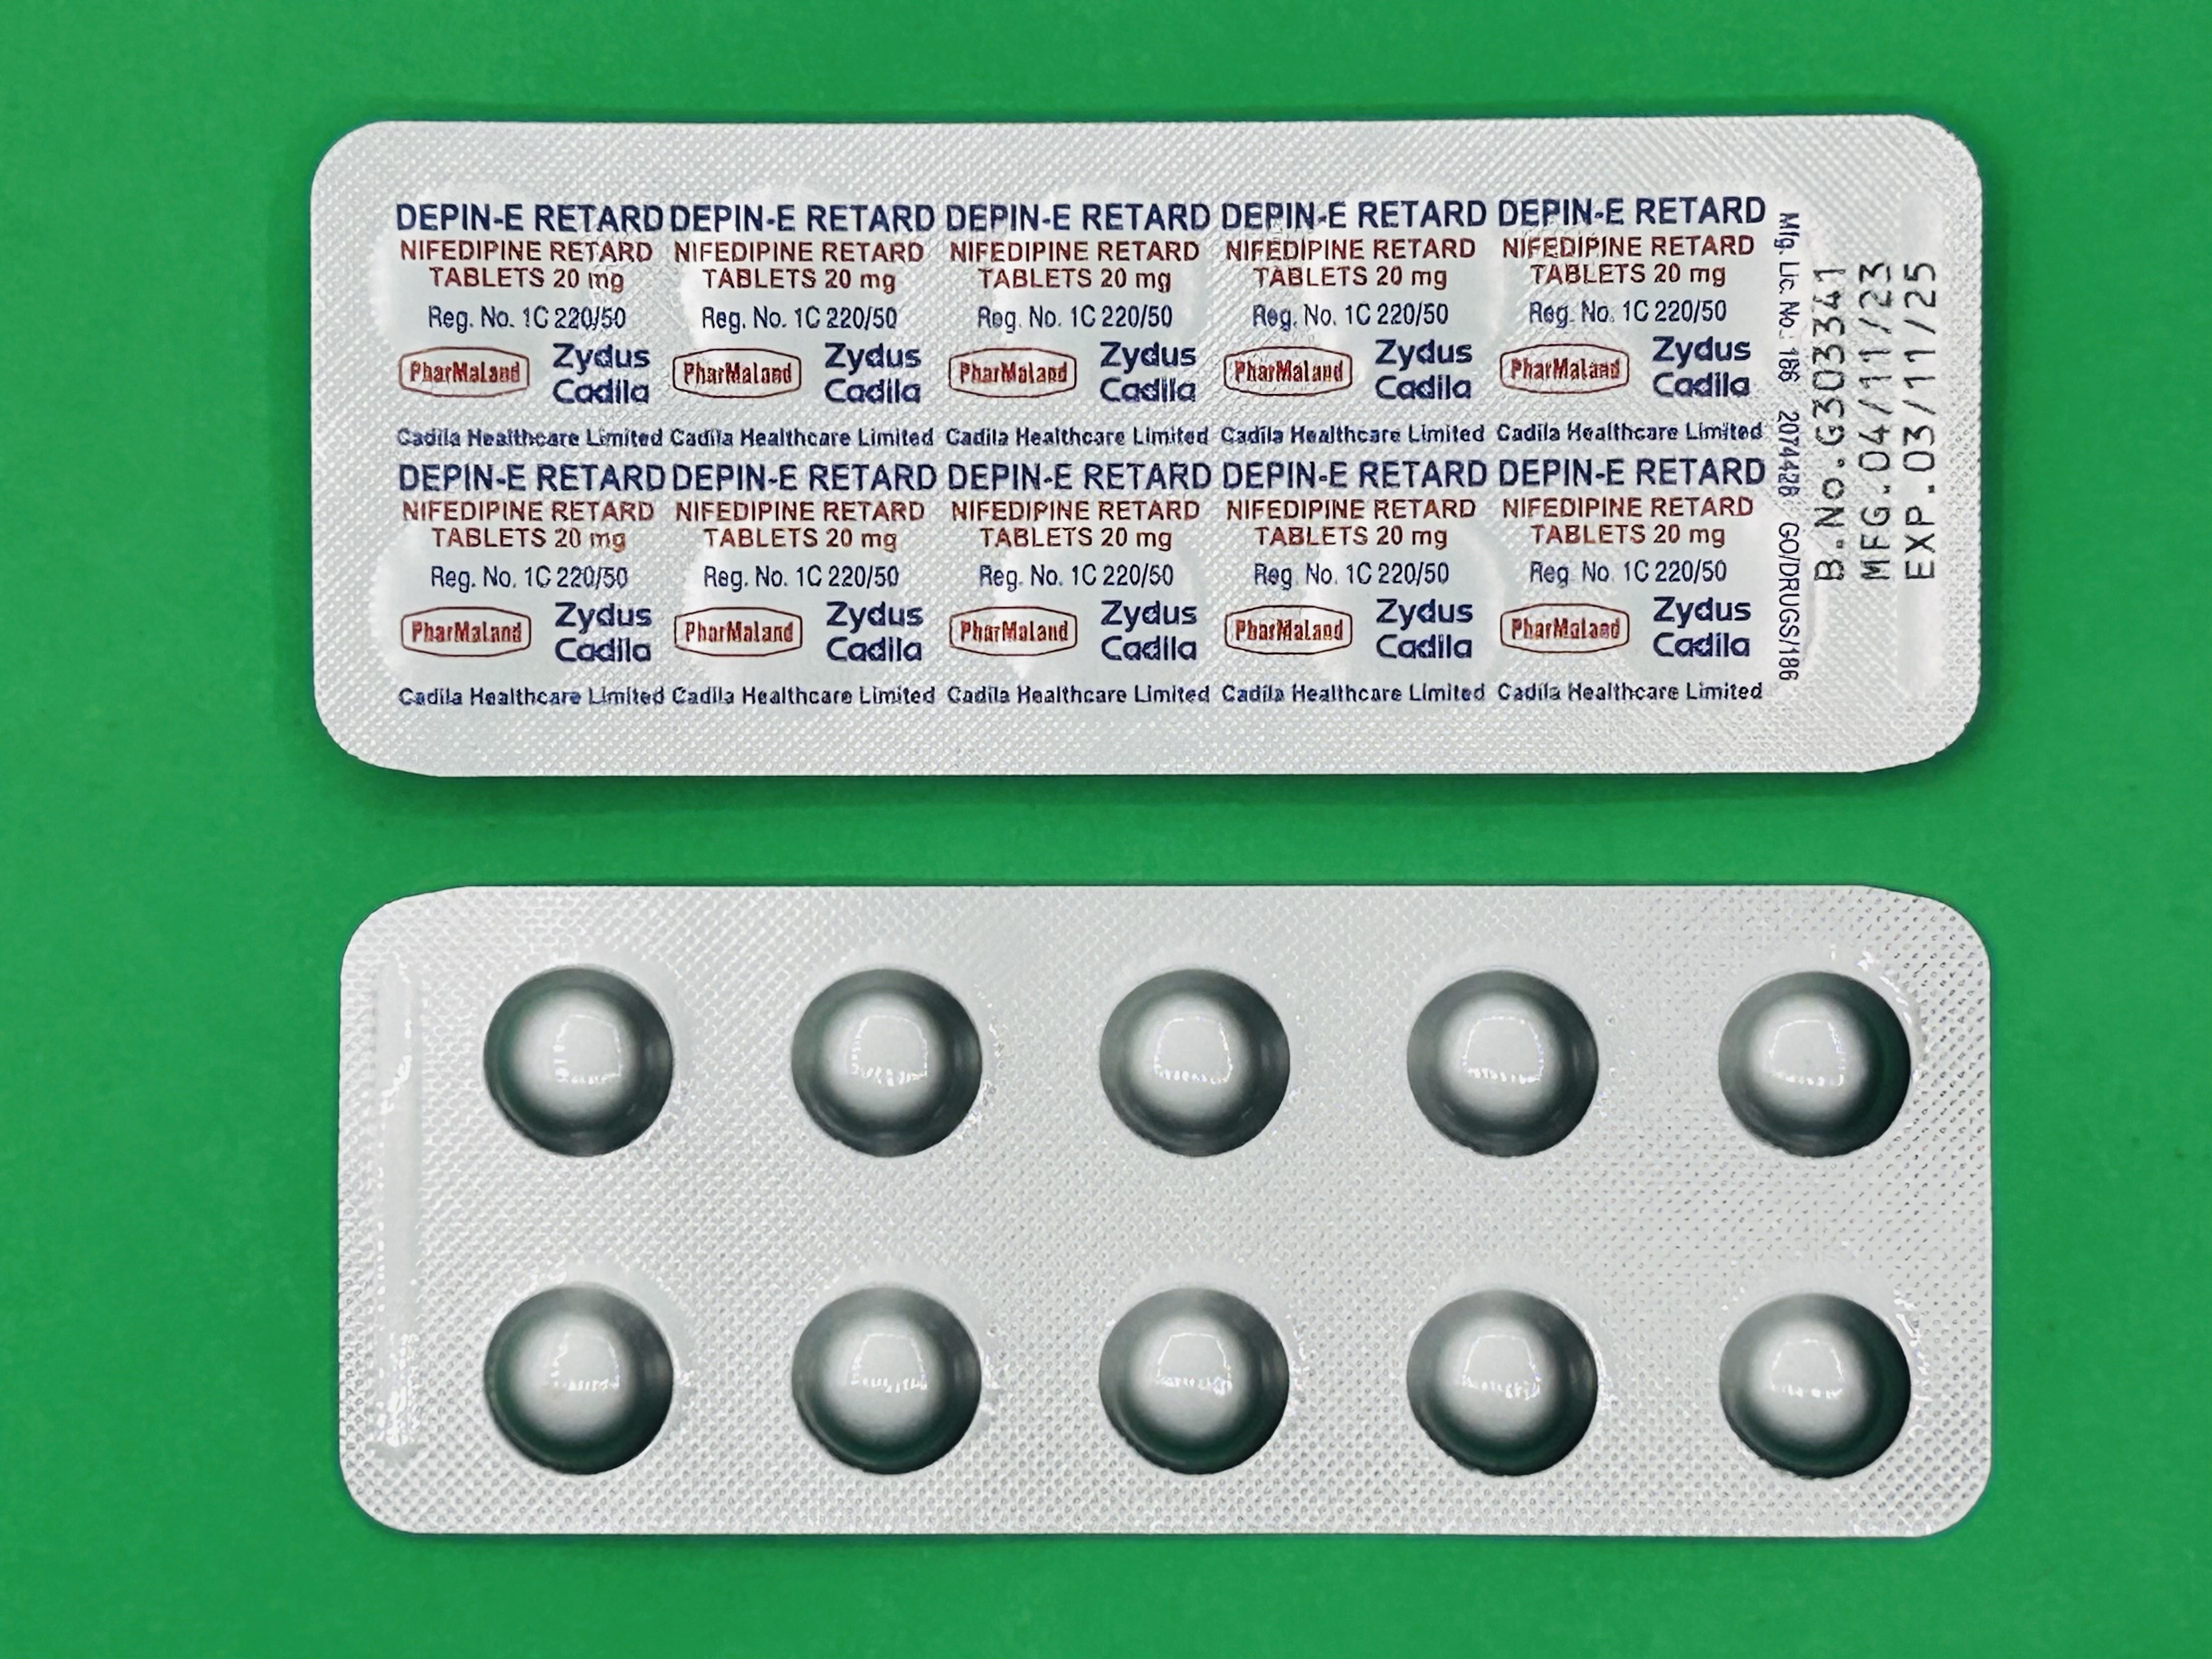 DEPIN-E RETARD DEPIN-E RETARD DEPIN-E RETARD DEPIN-E RETARD DEPIN-E RETARD
NIFEDIPINE RETARD NIFEDIPINE RETARD NIFEDIPINE RETARD NIFEDIPINE RETARD NIFEDIPINE RETARD
TABLETS 20 mg TABLETS 20 mg TABLETS 20 mg TABLETS 20 mg TABLETS 20 mg
Reg. No. 1C 220/50 Reg. No. 1C 220/50 Reg. No. 1C 220/50 Reg. No. 1C 220/50 Reg. No. 1C 220/50
PharMaLand Zydus PharMaLand Zydus PharMaLand Zydus PharMaLand Zydus PharMaLand Zydus
Cadila Cadila Cadila Cadila Cadila
Cadila Healthcare Limited Cadila Healthcare Limited Cadila Healthcare Limited Cadila Healthcare Limited Cadila Healthcare Limited
DEPIN-E RETARD DEPIN-E RETARD DEPIN-E RETARD DEPIN-E RETARD DEPIN-E RETARD
NIFEDIPINE RETARD NIFEDIPINE RETARD NIFEDIPINE RETARD NIFEDIPINE RETARD NIFEDIPINE RETARD
TABLETS 20 mg TABLETS 20 mg TABLETS 20 mg TABLETS 20 mg TABLETS 20 mg
Reg. No. 1C 220/50 Reg. No. 1C 220/50 Reg. No. 1C 220/50 Reg. No. 1C 220/50 Reg. No. 1C 220/50
PharMaLand Zydus PharMaLand Zydus PharMaLand Zydus PharMaLand Zydus PharMaLand Zydus
Cadila Cadila Cadila Cadila Cadila
Cadila Healthcare Limited Cadila Healthcare Limited Cadila Healthcare Limited Cadila Healthcare Limited Cadila Healthcare Limited
Mfg. Lic. No.: GO/DRUGS/186
B.No.G303341
MFG.04/11/23
EXP.03/11/25